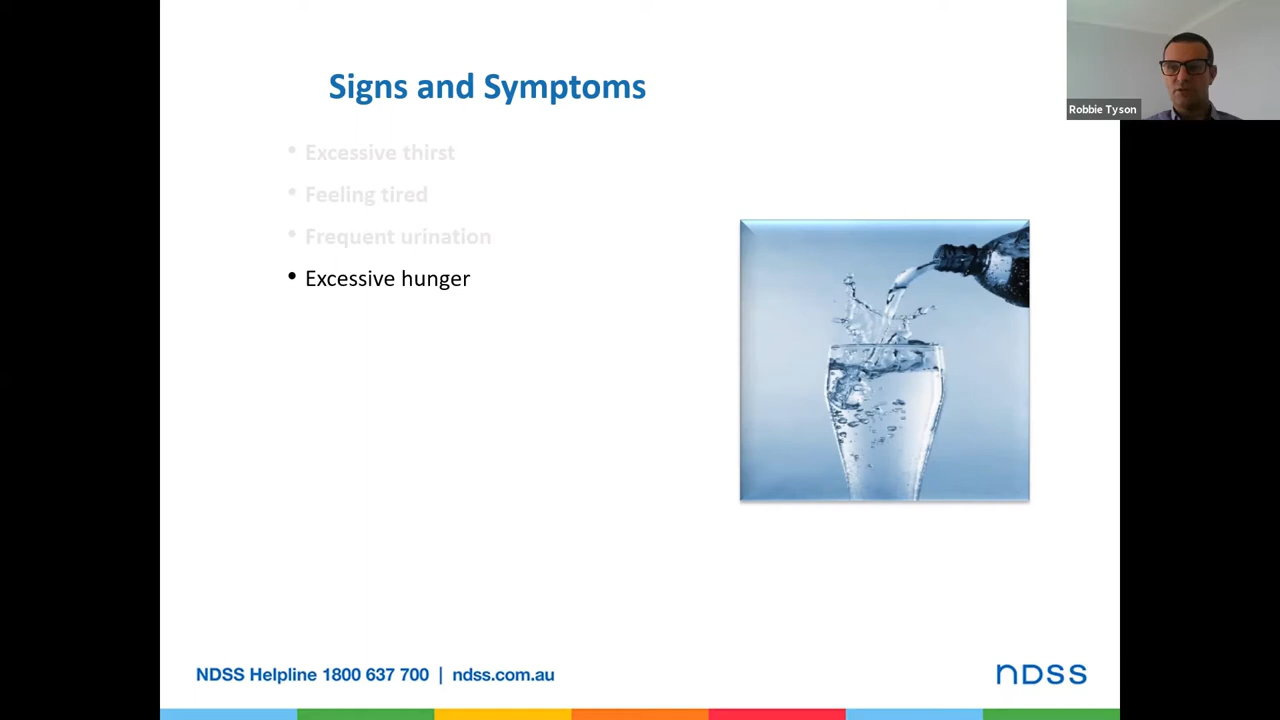 Signs and Symptoms
Robbie Tyson
• Excessive thirst
• Feeling tired
• Frequent urination
• Excessive hunger
NDSS Helpline 1800 637 700 | ndss.com.au
NDSS